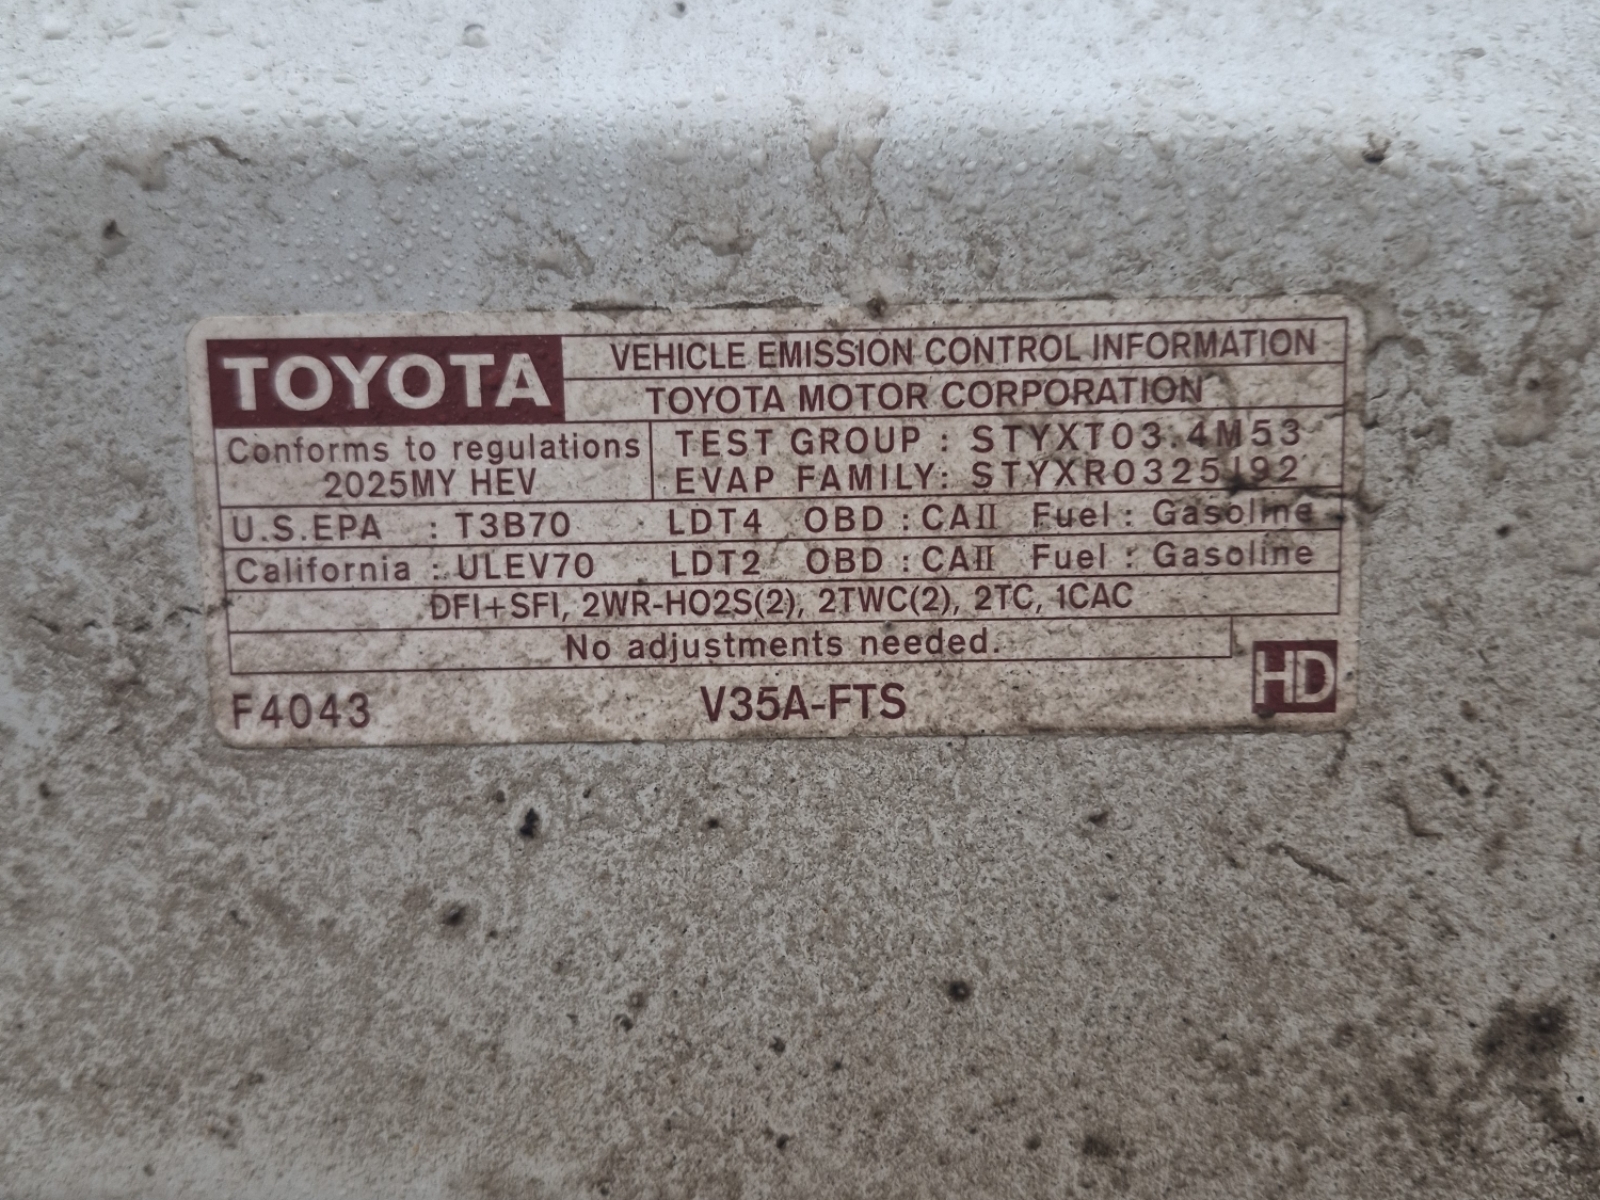 TOYOTA VEHICLE EMISSION CONTROL INFORMATION
TOYOTA MOTOR CORPORATION
Conforms to regulations
2025MY HEV
TEST GROUP : STYXT03.4M53
EVAP FAMILY: STYXR0325J92
U.S.EPA : T3B70 LDT4 OBD : CAII Fuel : Gasoline
California : ULEV70 LDT2 OBD : CAII Fuel : Gasoline
DFI+SFI, 2WR-HO2S(2), 2TWC(2), 2TC, 1CAC
No adjustments needed.
F4043 V35A-FTS HD